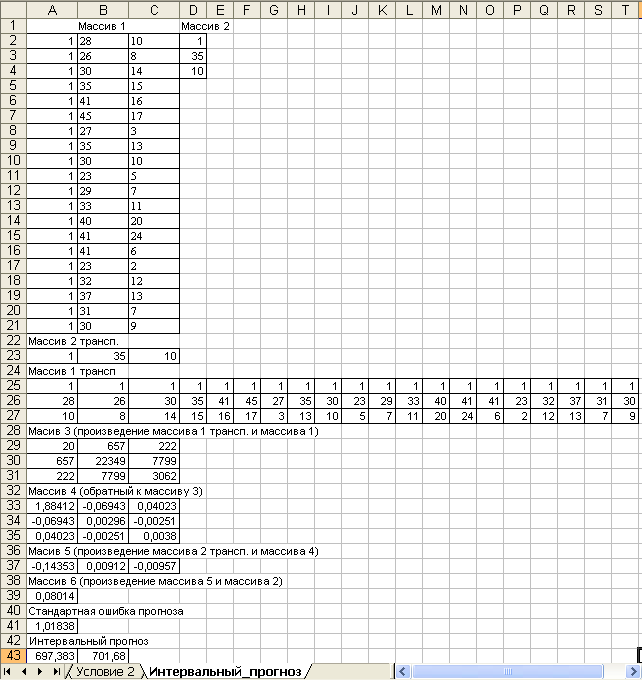 A B C D E F G H I J K L M N O P Q R S T
1 Массив 1 Массив 2
2 1 28 10 1
3 1 26 8 35
4 1 30 14 10
5 1 35 15
6 1 41 16
7 1 45 17
8 1 27 3
9 1 35 13
10 1 30 10
11 1 23 5
12 1 29 7
13 1 33 11
14 1 40 20
15 1 41 24
16 1 41 6
17 1 23 2
18 1 32 12
19 1 37 13
20 1 31 7
21 1 30 9
22 Массив 2 трансп.
23 1 35 10
24 Массив 1 трансп
25 1 1 1 1 1 1 1 1 1 1 1 1 1 1 1 1 1 1 1 1
26 28 26 30 35 41 45 27 35 30 23 29 33 40 41 41 23 32 37 31 30
27 10 8 14 15 16 17 3 13 10 5 7 11 20 24 6 2 12 13 7 9
28 Масив 3 (произведение массива 1 трансп. и массива 1)
29 20 657 222
30 657 22349 7799
31 222 7799 3062
32 Массив 4 (обратный к массиву 3)
33 1,88412 -0,06943 0,04023
34 -0,06943 0,00296 -0,00251
35 0,04023 -0,00251 0,0038
36 Масив 5 (произведение массива 2 трансп. и массива 4)
37 -0,14353 0,00912 -0,00957
38 Массив 6 (произведение массива 5 и массива 2)
39 0,08014
40 Стандартная ошибка прогноза
41 1,01838
42 Интервальный прогноз
43 697,383 701,68
Условие 2 Интервальный_прогноз